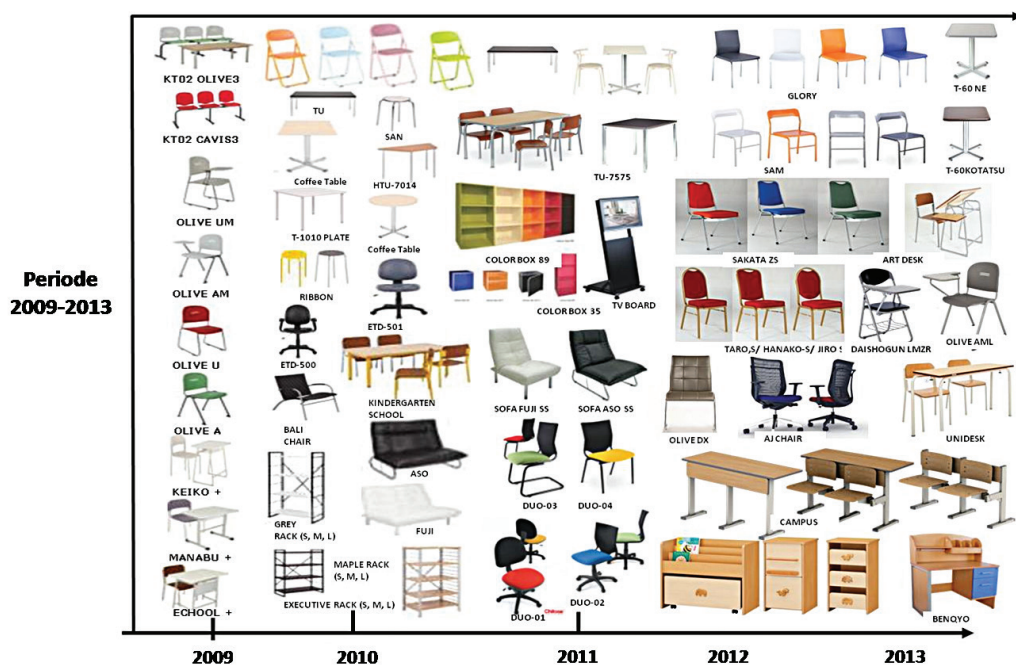 Periode
2009-2013
KT02 OLIVE3
KT02 CAVIS3
OLIVE UM
OLIVE AM
OLIVE U
OLIVE A
KEIKO +
MANABU +
ECHOOL +
TU
SAN
Coffee Table
HTU-7014
T-1010 PLATE
Coffee Table
RIBBON
ETD-501
ETD-500
KINDERGARTEN
SCHOOL
BALI
CHAIR
ASO
GREY
RACK (S, M, L)
FUJI
MAPLE RACK
(S, M, L)
EXECUTIVE RACK (S, M, L)
TU-7575
COLOR BOX 89
COLOR BOX 35
TV BOARD
SOFA FUJI SS
SOFA ASO SS
DUO-03
DUO-04
DUO-01
Chitose
DUO-02
GLORY
T-60 NE
SAM
T-60KOTATSU
SAKATA ZS
ART DESK
TARO,S/ HANAKO-S/ JIRO S
DAISHOGUN LMZR
OLIVE AML
OLIVE DX
AJ CHAIR
UNIDESK
CAMPUS
BENQYO
2009
2010
2011
2012
2013